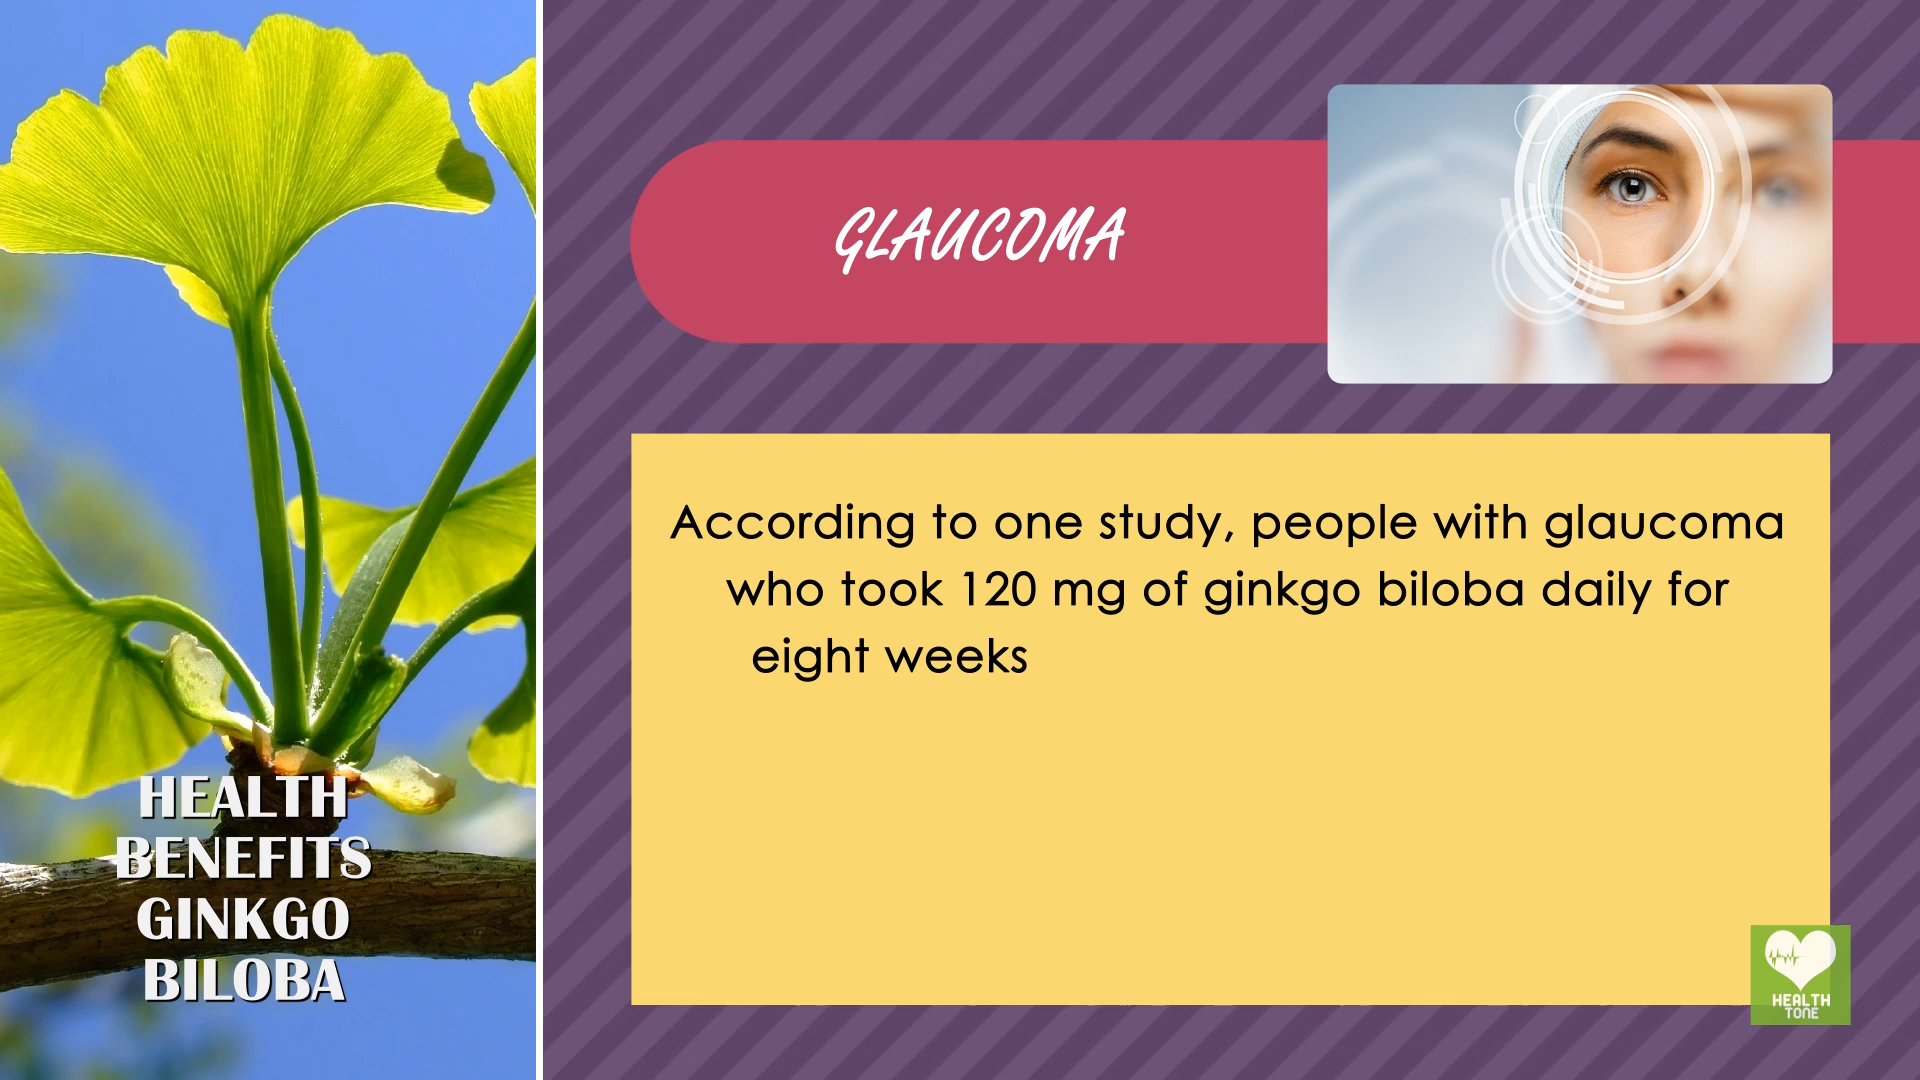 GLAUCOMA
According to one study, people with glaucoma
who took 120 mg of ginkgo biloba daily for
eight weeks
HEALTH
BENEFITS
GINKGO
BILOBA
HEALTH
TONE